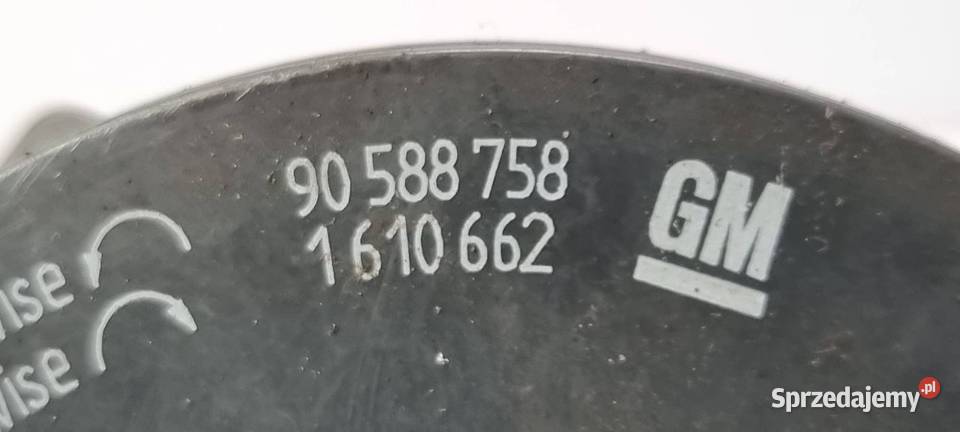 90 588 758
1 610 662
GM
wise
wise
Sprzedajemy.pl